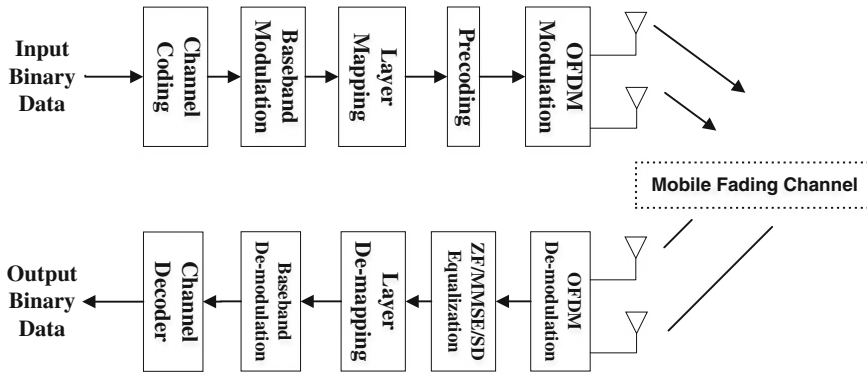 Input
Binary
Data
Channel
Coding
Baseband
Modulation
Layer
Mapping
Precoding
OFDM
Modulation
Mobile Fading Channel
Output
Binary
Data
Channel
Decoder
Baseband
De-modulation
Layer
De-mapping
ZF/MMSE/SD
Equalization
OFDM
De-modulation